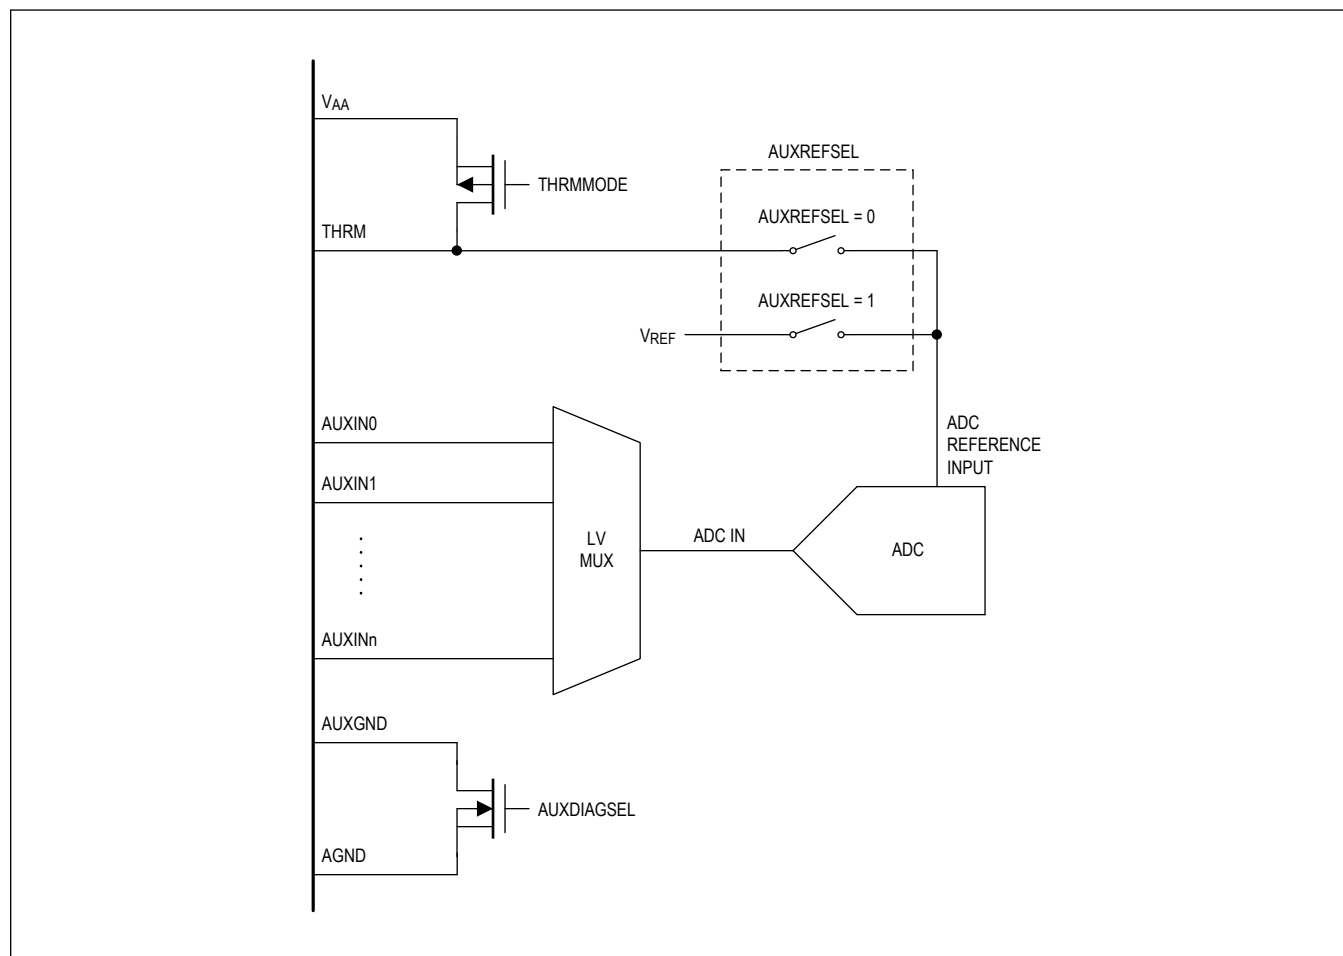 VAA
AUXREFSEL
THRMMODE
AUXREFSEL = 0
THRM
AUXREFSEL = 1
VREF
AUXIN0
ADC
REFERENCE
INPUT
AUXIN1
LV
MUX
ADC IN
ADC
AUXINn
AUXGND
AUXDIAGSEL
AGND